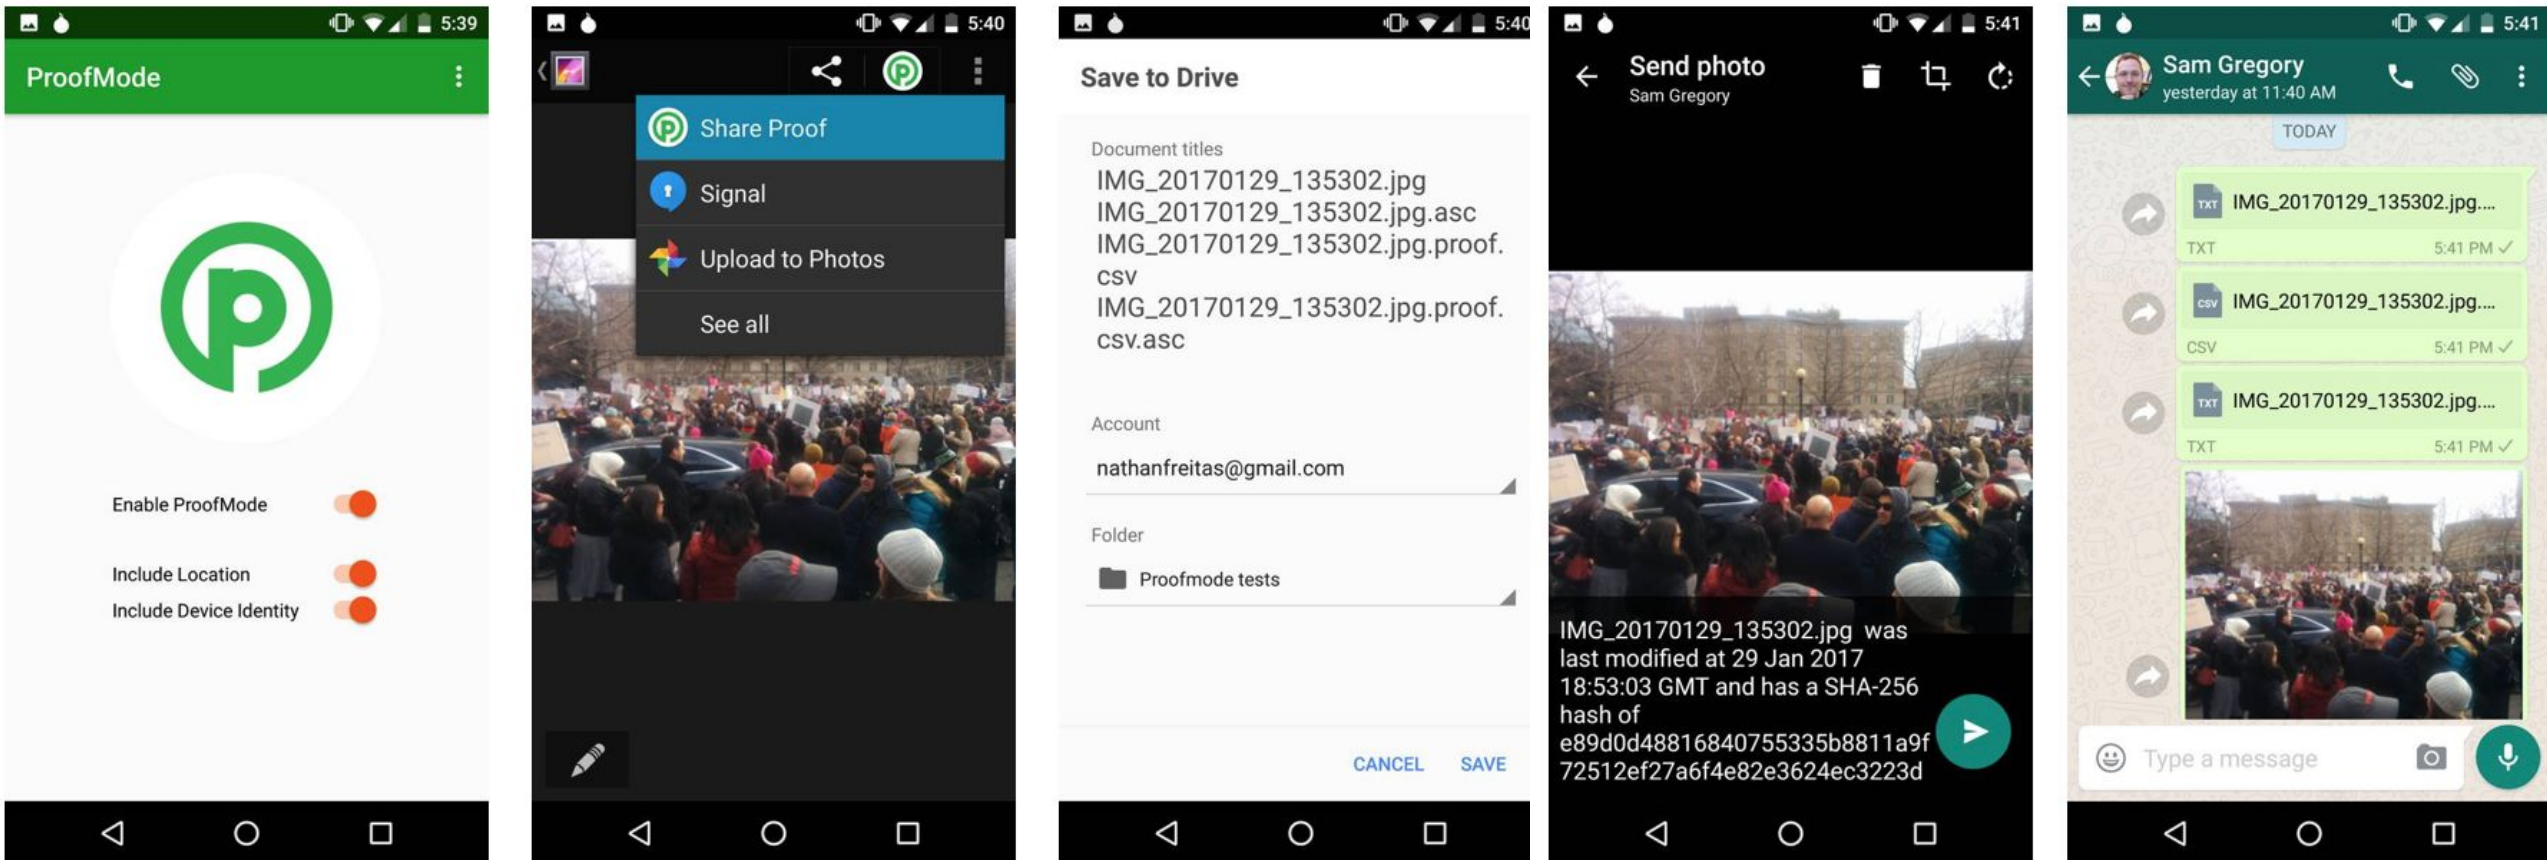 5:39
ProofMode
Enable ProofMode
Include Location
Include Device Identity
5:40
Share Proof
Signal
Upload to Photos
See all
5:40
Save to Drive
Document titles
IMG_20170129_135302.jpg
IMG_20170129_135302.jpg.asc
IMG_20170129_135302.jpg.proof.
csv
IMG_20170129_135302.jpg.proof.
csv.asc
Account
nathanfreitas@gmail.com
Folder
Proofmode tests
CANCEL SAVE
5:41
Send photo
Sam Gregory
IMG_20170129_135302.jpg was
last modified at 29 Jan 2017
18:53:03 GMT and has a SHA-256
hash of
e89d0d48816840755335b8811a9f
72512ef27a6f4e82e3624ec3223d
5:41
Sam Gregory
yesterday at 11:40 AM
TODAY
TXT IMG_20170129_135302.jpg....
TXT 5:41 PM
CSV IMG_20170129_135302.jpg....
CSV 5:41 PM
TXT IMG_20170129_135302.jpg....
TXT 5:41 PM
Type a message